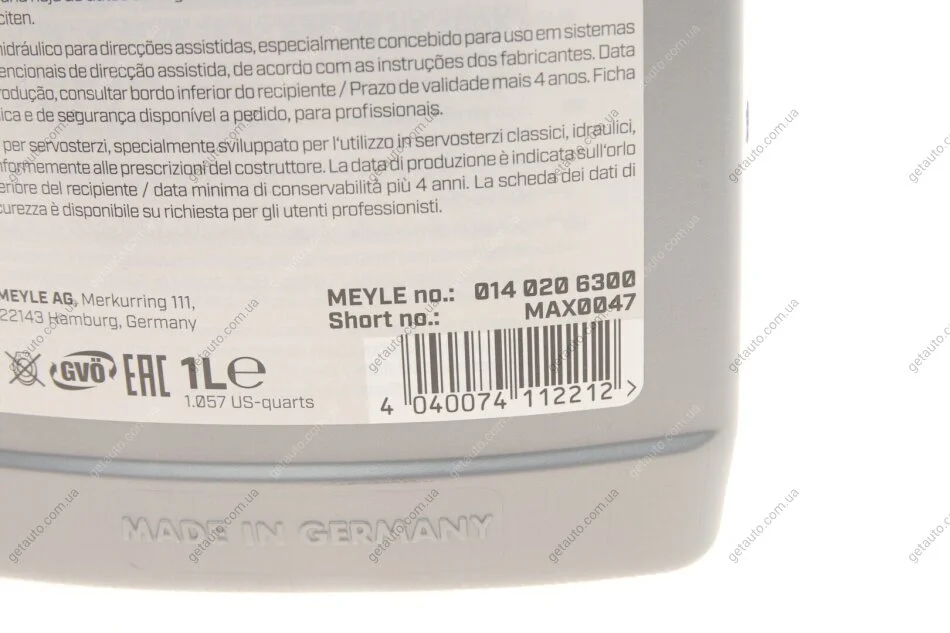 citen.
hidráulico para direcções assistidas, especialmente concebido para uso em sistemas
encionais de direcção assistida, de acordo com as instruções dos fabricantes. Data
rodução, consultar bordo inferior do recipiente / Prazo de validade mais 4 anos. Ficha
ica e de segurança disponível a pedido, para profissionais.
per servosterzi, specialmente sviluppato per l'utilizzo in servosterzi classici, idraulici,
nformemente alle prescrizioni del costruttore. La data di produzione è indicata sull'orlo
eriore del recipiente / data minima di conservabilità più 4 anni. La scheda dei dati di
curezza è disponibile su richiesta per gli utenti professionisti.
MEYLE AG, Merkurring 111,
22143 Hamburg, Germany
MEYLE no.: 014 020 6300
Short no.: MAX0047
GVÖ EAC 1L e
1.057 US-quarts
4 040074 112212 >
MADE IN GERMANY
getauto.com.ua